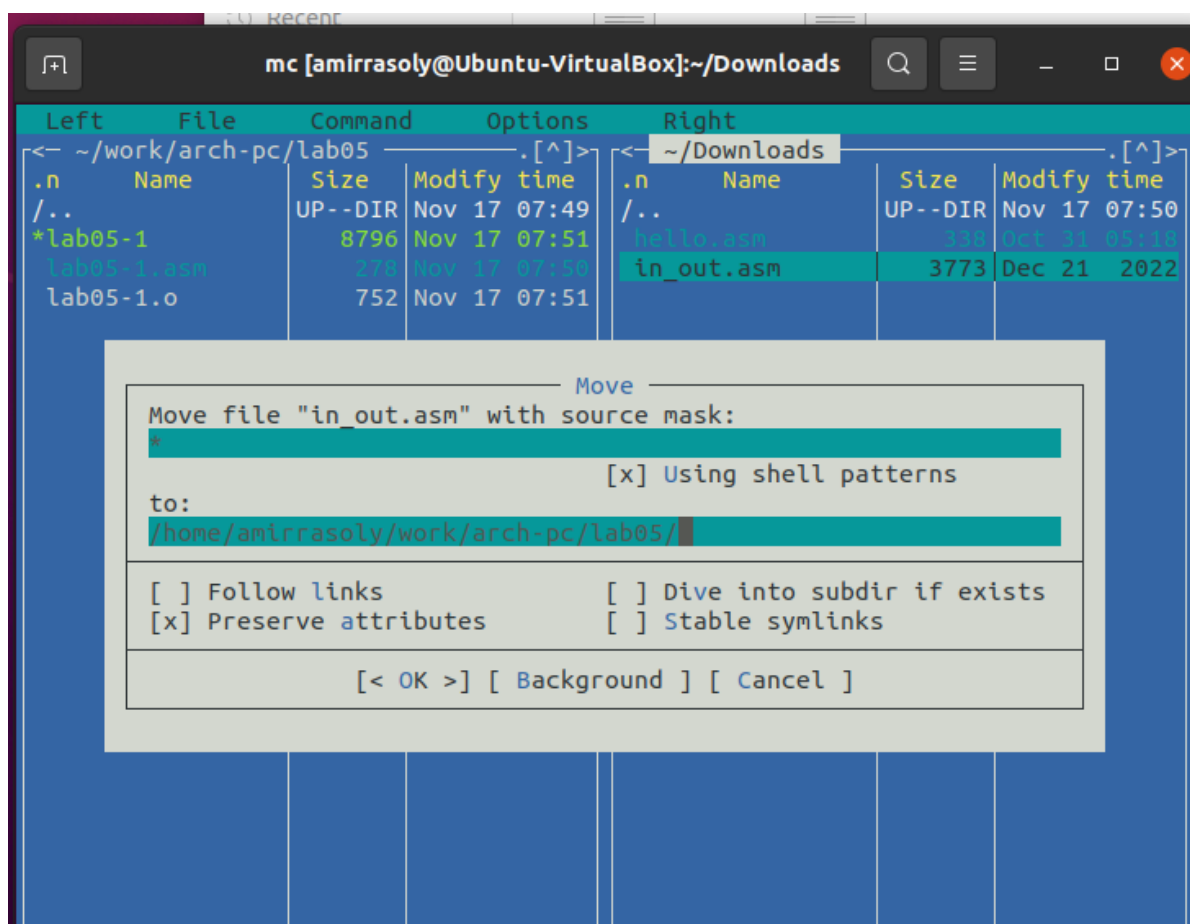 Recent
mc [amirrasoly@Ubuntu-VirtualBox]:~/Downloads
Left File Command Options Right
<─ ~/work/arch-pc/lab05 ─.[^]> <─ ~/Downloads ─.[^]>
.n Name Size Modify time .n Name Size Modify time
/.. UP--DIR Nov 17 07:49 /.. UP--DIR Nov 17 07:50
*lab05-1 8796 Nov 17 07:51 hello.asm 338 Oct 31 05:18
lab05-1.asm 278 Nov 17 07:50 in_out.asm 3773 Dec 21 2022
lab05-1.o 752 Nov 17 07:51
Move
Move file "in_out.asm" with source mask:
*
[x] Using shell patterns
to:
/home/amirrasoly/work/arch-pc/lab05/
[ ] Follow links [ ] Dive into subdir if exists
[x] Preserve attributes [ ] Stable symlinks
[< OK >] [ Background ] [ Cancel ]